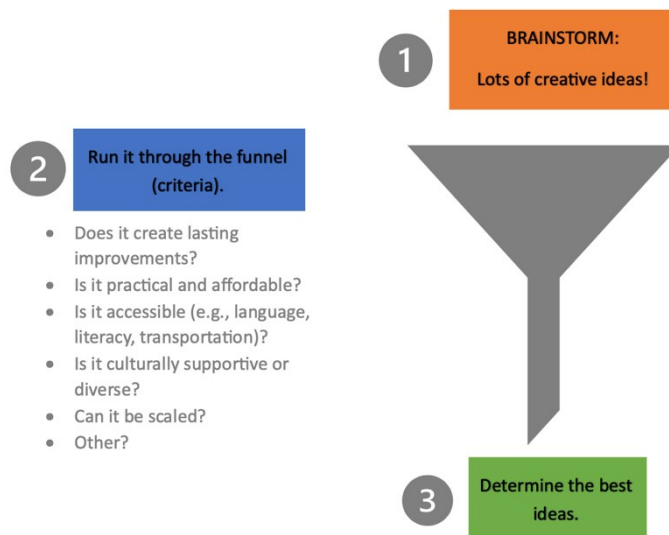 1
BRAINSTORM:
Lots of creative ideas!
2
Run it through the funnel
(criteria).
• Does it create lasting
improvements?
• Is it practical and affordable?
• Is it accessible (e.g., language,
literacy, transportation)?
• Is it culturally supportive or
diverse?
• Can it be scaled?
• Other?
3
Determine the best
ideas.